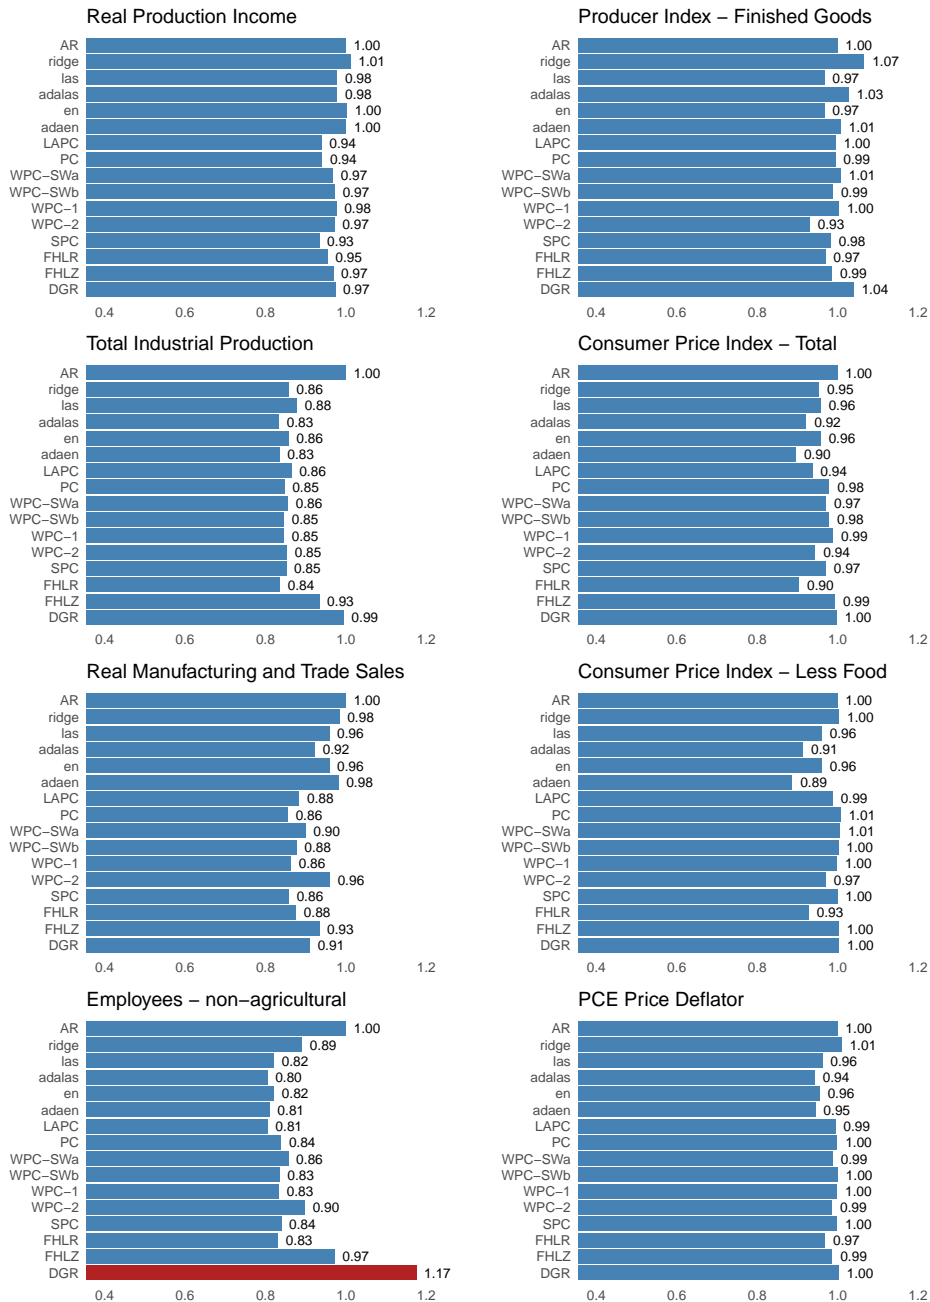 Real Production Income
AR 1.00
ridge 1.01
las 0.98
adalas 0.98
en 1.00
adaen 1.00
LAPC 0.94
PC 0.94
WPC−SWa 0.97
WPC−SWb 0.97
WPC−1 0.98
WPC−2 0.97
SPC 0.93
FHLR 0.95
FHLZ 0.97
DGR 0.97
0.4 0.6 0.8 1.0 1.2
Producer Index − Finished Goods
AR 1.00
ridge 1.07
las 0.97
adalas 1.03
en 0.97
adaen 1.01
LAPC 1.00
PC 0.99
WPC−SWa 1.01
WPC−SWb 0.99
WPC−1 1.00
WPC−2 0.93
SPC 0.98
FHLR 0.97
FHLZ 0.99
DGR 1.04
0.4 0.6 0.8 1.0 1.2
Total Industrial Production
AR 1.00
ridge 0.86
las 0.88
adalas 0.83
en 0.86
adaen 0.83
LAPC 0.86
PC 0.85
WPC−SWa 0.86
WPC−SWb 0.85
WPC−1 0.85
WPC−2 0.85
SPC 0.85
FHLR 0.84
FHLZ 0.93
DGR 0.99
0.4 0.6 0.8 1.0 1.2
Consumer Price Index − Total
AR 1.00
ridge 0.95
las 0.96
adalas 0.92
en 0.96
adaen 0.90
LAPC 0.94
PC 0.98
WPC−SWa 0.97
WPC−SWb 0.98
WPC−1 0.99
WPC−2 0.94
SPC 0.97
FHLR 0.90
FHLZ 0.99
DGR 1.00
0.4 0.6 0.8 1.0 1.2
Real Manufacturing and Trade Sales
AR 1.00
ridge 0.98
las 0.96
adalas 0.92
en 0.96
adaen 0.98
LAPC 0.88
PC 0.86
WPC−SWa 0.90
WPC−SWb 0.88
WPC−1 0.86
WPC−2 0.96
SPC 0.86
FHLR 0.88
FHLZ 0.93
DGR 0.91
0.4 0.6 0.8 1.0 1.2
Consumer Price Index − Less Food
AR 1.00
ridge 1.00
las 0.96
adalas 0.91
en 0.96
adaen 0.89
LAPC 0.99
PC 1.01
WPC−SWa 1.01
WPC−SWb 1.00
WPC−1 1.00
WPC−2 0.97
SPC 1.00
FHLR 0.93
FHLZ 1.00
DGR 1.00
0.4 0.6 0.8 1.0 1.2
Employees − non−agricultural
AR 1.00
ridge 0.89
las 0.82
adalas 0.80
en 0.82
adaen 0.81
LAPC 0.81
PC 0.84
WPC−SWa 0.86
WPC−SWb 0.83
WPC−1 0.83
WPC−2 0.90
SPC 0.84
FHLR 0.83
FHLZ 0.97
DGR 1.17
0.4 0.6 0.8 1.0 1.2
PCE Price Deflator
AR 1.00
ridge 1.01
las 0.96
adalas 0.94
en 0.96
adaen 0.95
LAPC 0.99
PC 1.00
WPC−SWa 0.99
WPC−SWb 1.00
WPC−1 1.00
WPC−2 0.99
SPC 1.00
FHLR 0.97
FHLZ 0.99
DGR 1.00
0.4 0.6 0.8 1.0 1.2